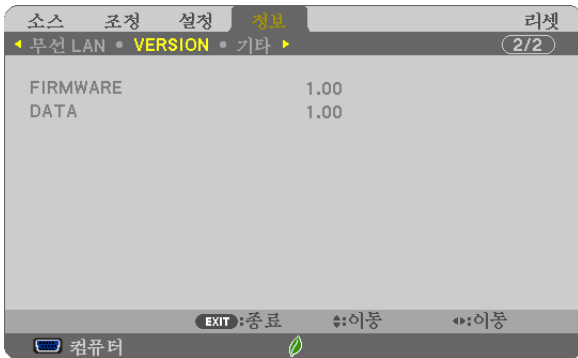 소스 조정 설정 정보 리셋
무선 LAN • VERSION • 기타 2/2
FIRMWARE 1.00
DATA 1.00
EXIT :종료 :이동 :이동
컴퓨터